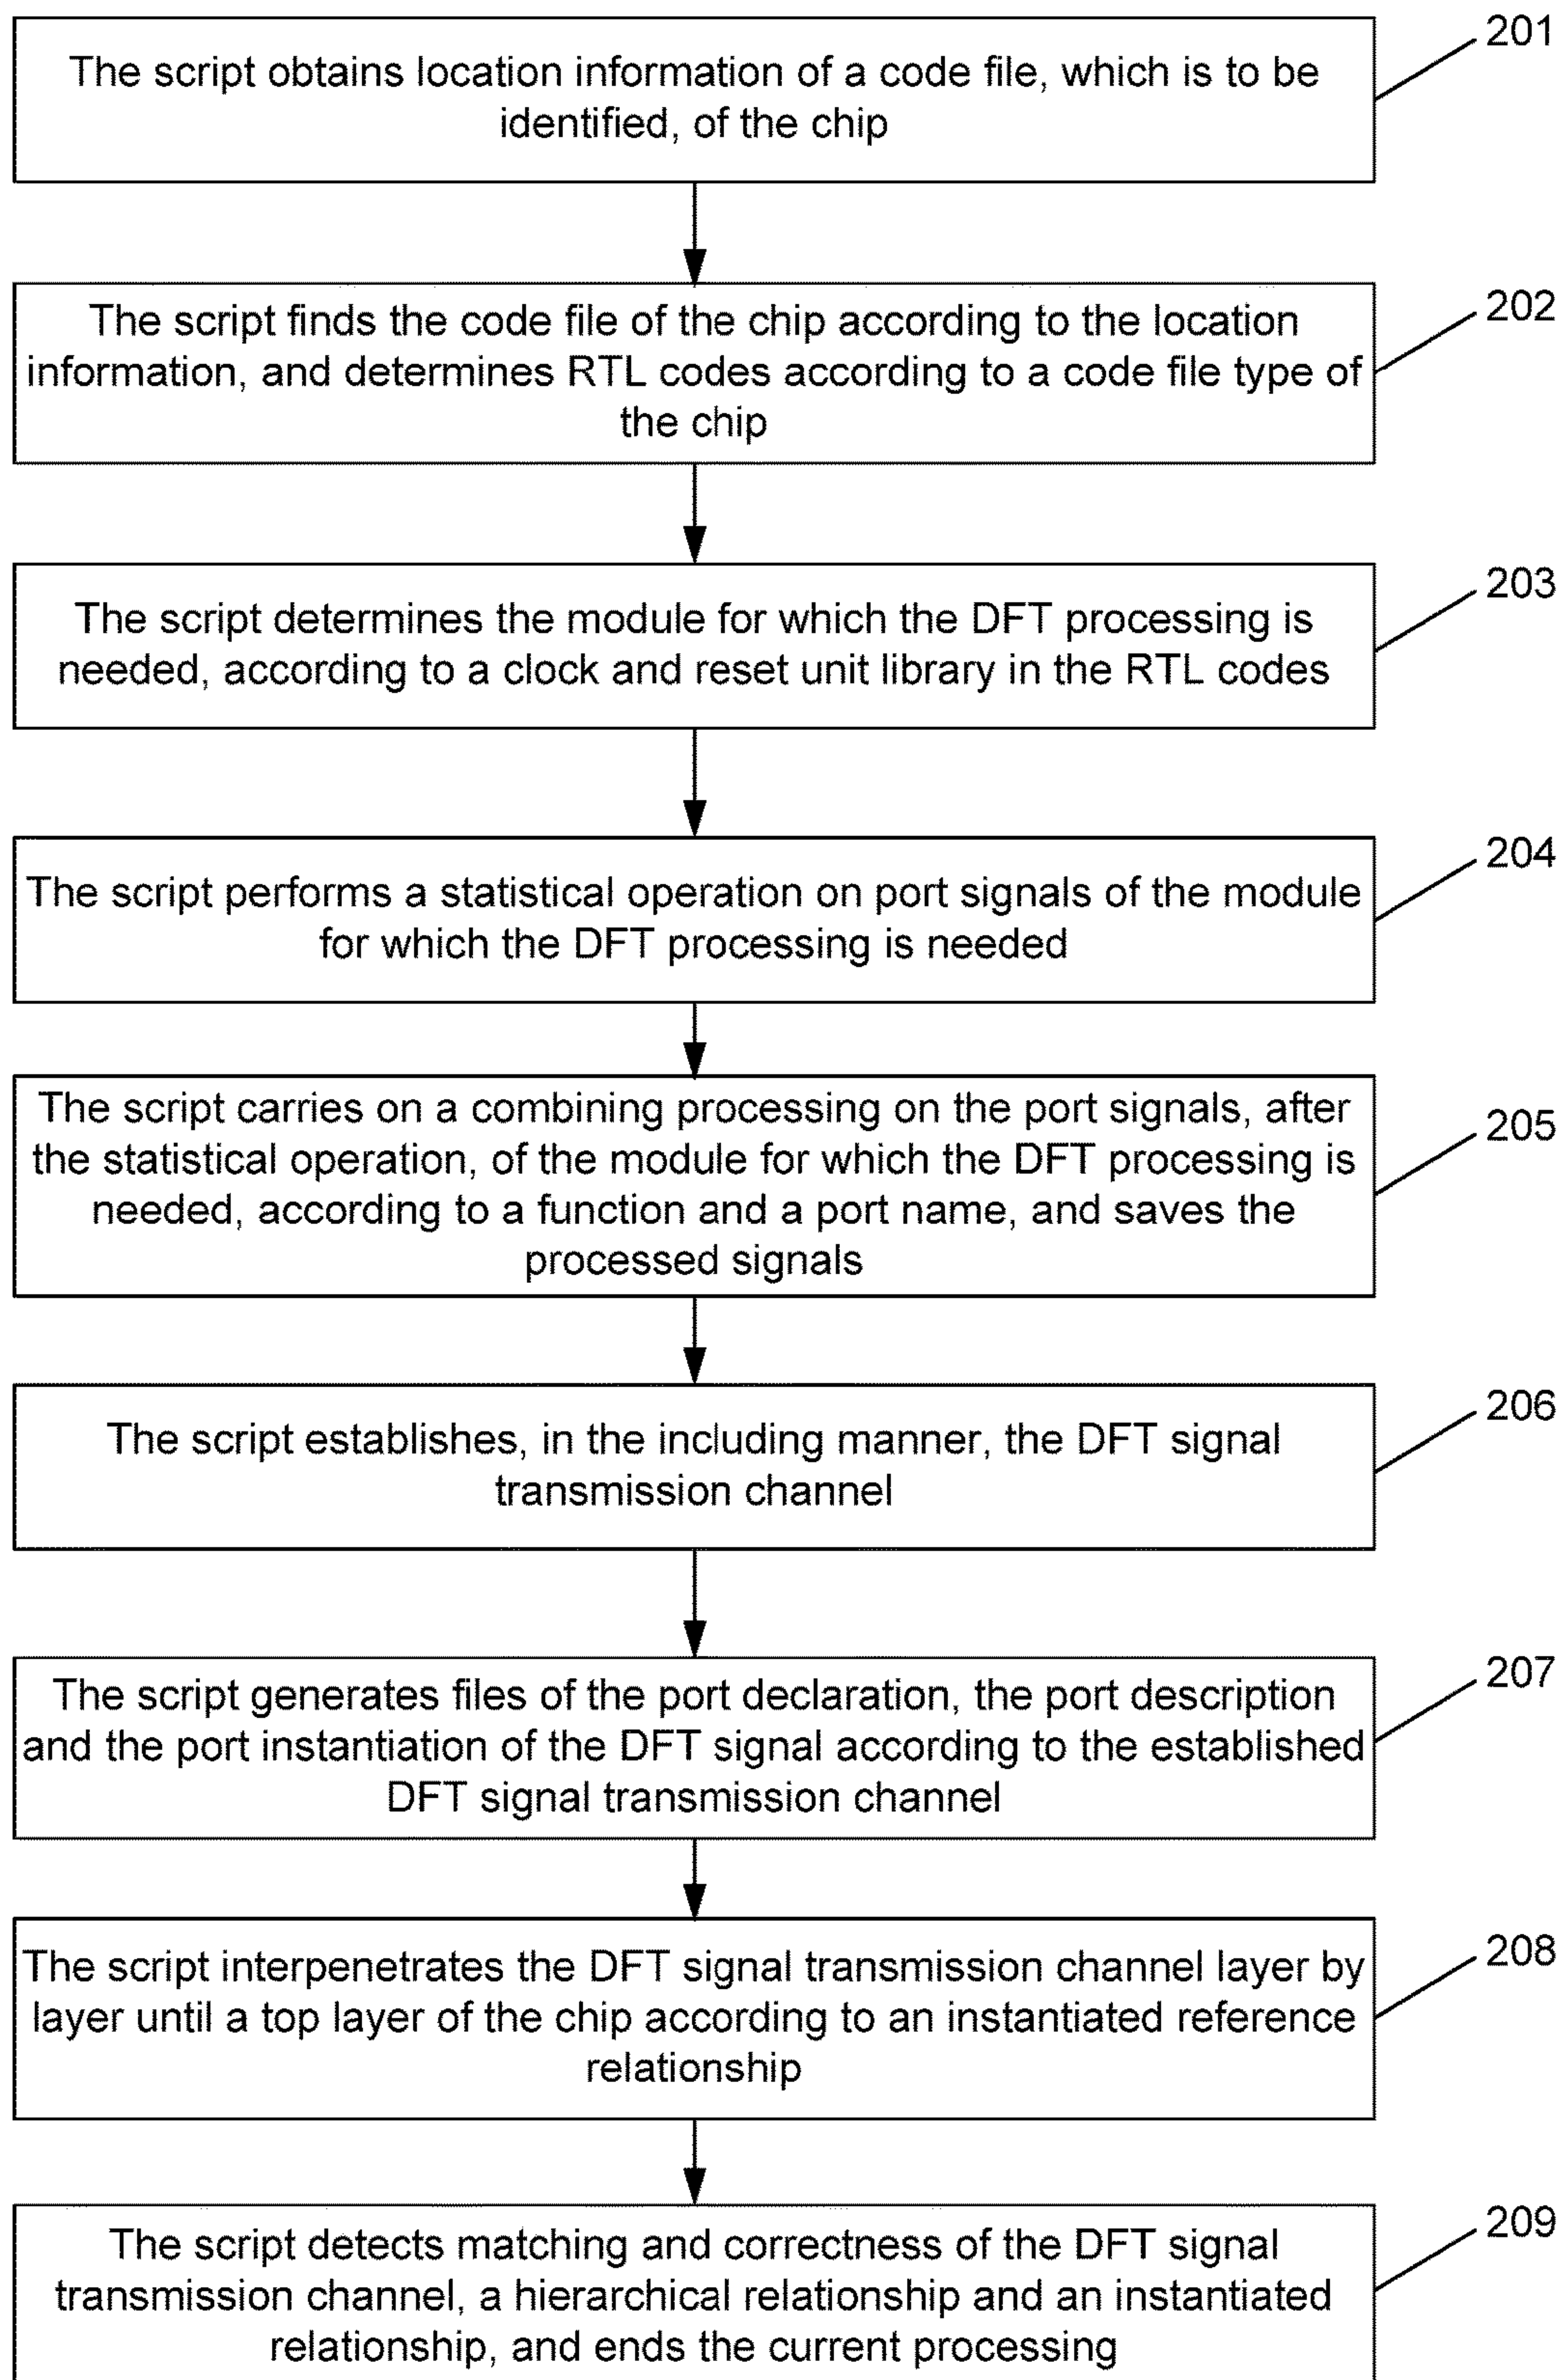 201
The script obtains location information of a code file, which is to be
identified, of the chip
202
The script finds the code file of the chip according to the location
information, and determines RTL codes according to a code file type of
the chip
203
The script determines the module for which the DFT processing is
needed, according to a clock and reset unit library in the RTL codes
204
The script performs a statistical operation on port signals of the module
for which the DFT processing is needed
205
The script carries on a combining processing on the port signals, after
the statistical operation, of the module for which the DFT processing is
needed, according to a function and a port name, and saves the
processed signals
206
The script establishes, in the including manner, the DFT signal
transmission channel
207
The script generates files of the port declaration, the port description
and the port instantiation of the DFT signal according to the established
DFT signal transmission channel
208
The script interpenetrates the DFT signal transmission channel layer by
layer until a top layer of the chip according to an instantiated reference
relationship
209
The script detects matching and correctness of the DFT signal
transmission channel, a hierarchical relationship and an instantiated
relationship, and ends the current processing